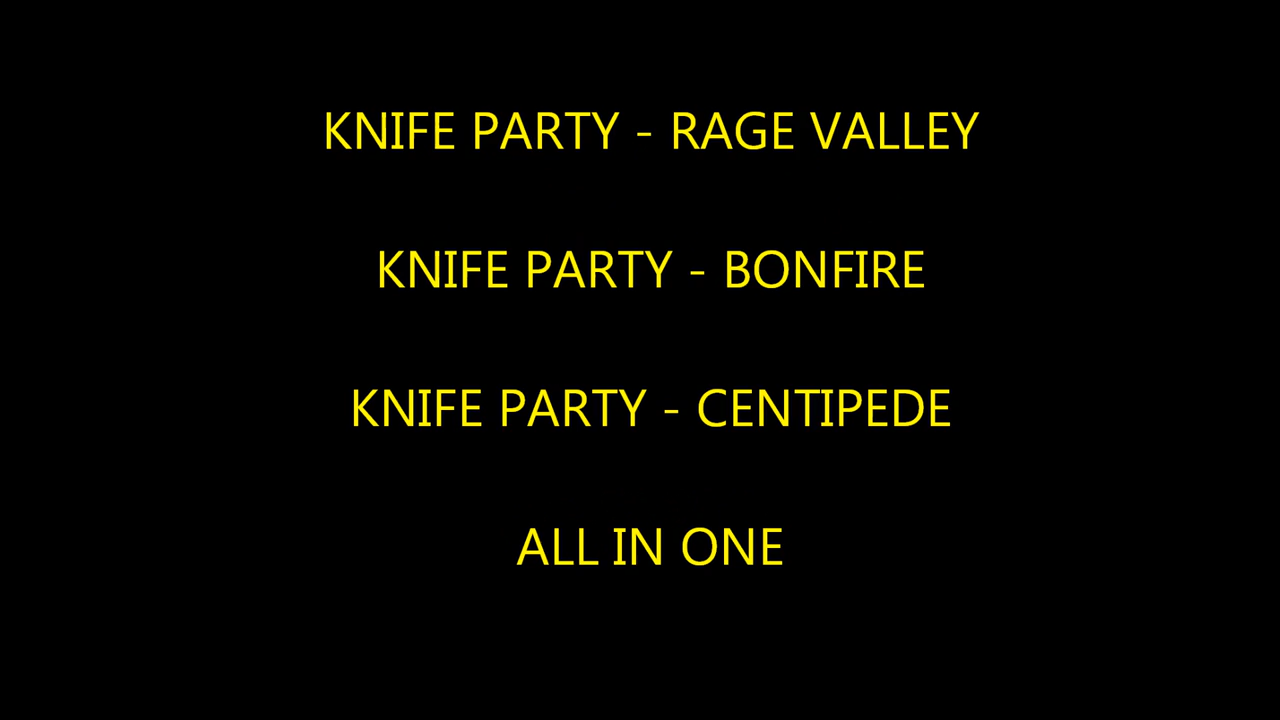 KNIFE PARTY - RAGE VALLEY
KNIFE PARTY - BONFIRE
KNIFE PARTY - CENTIPEDE
ALL IN ONE